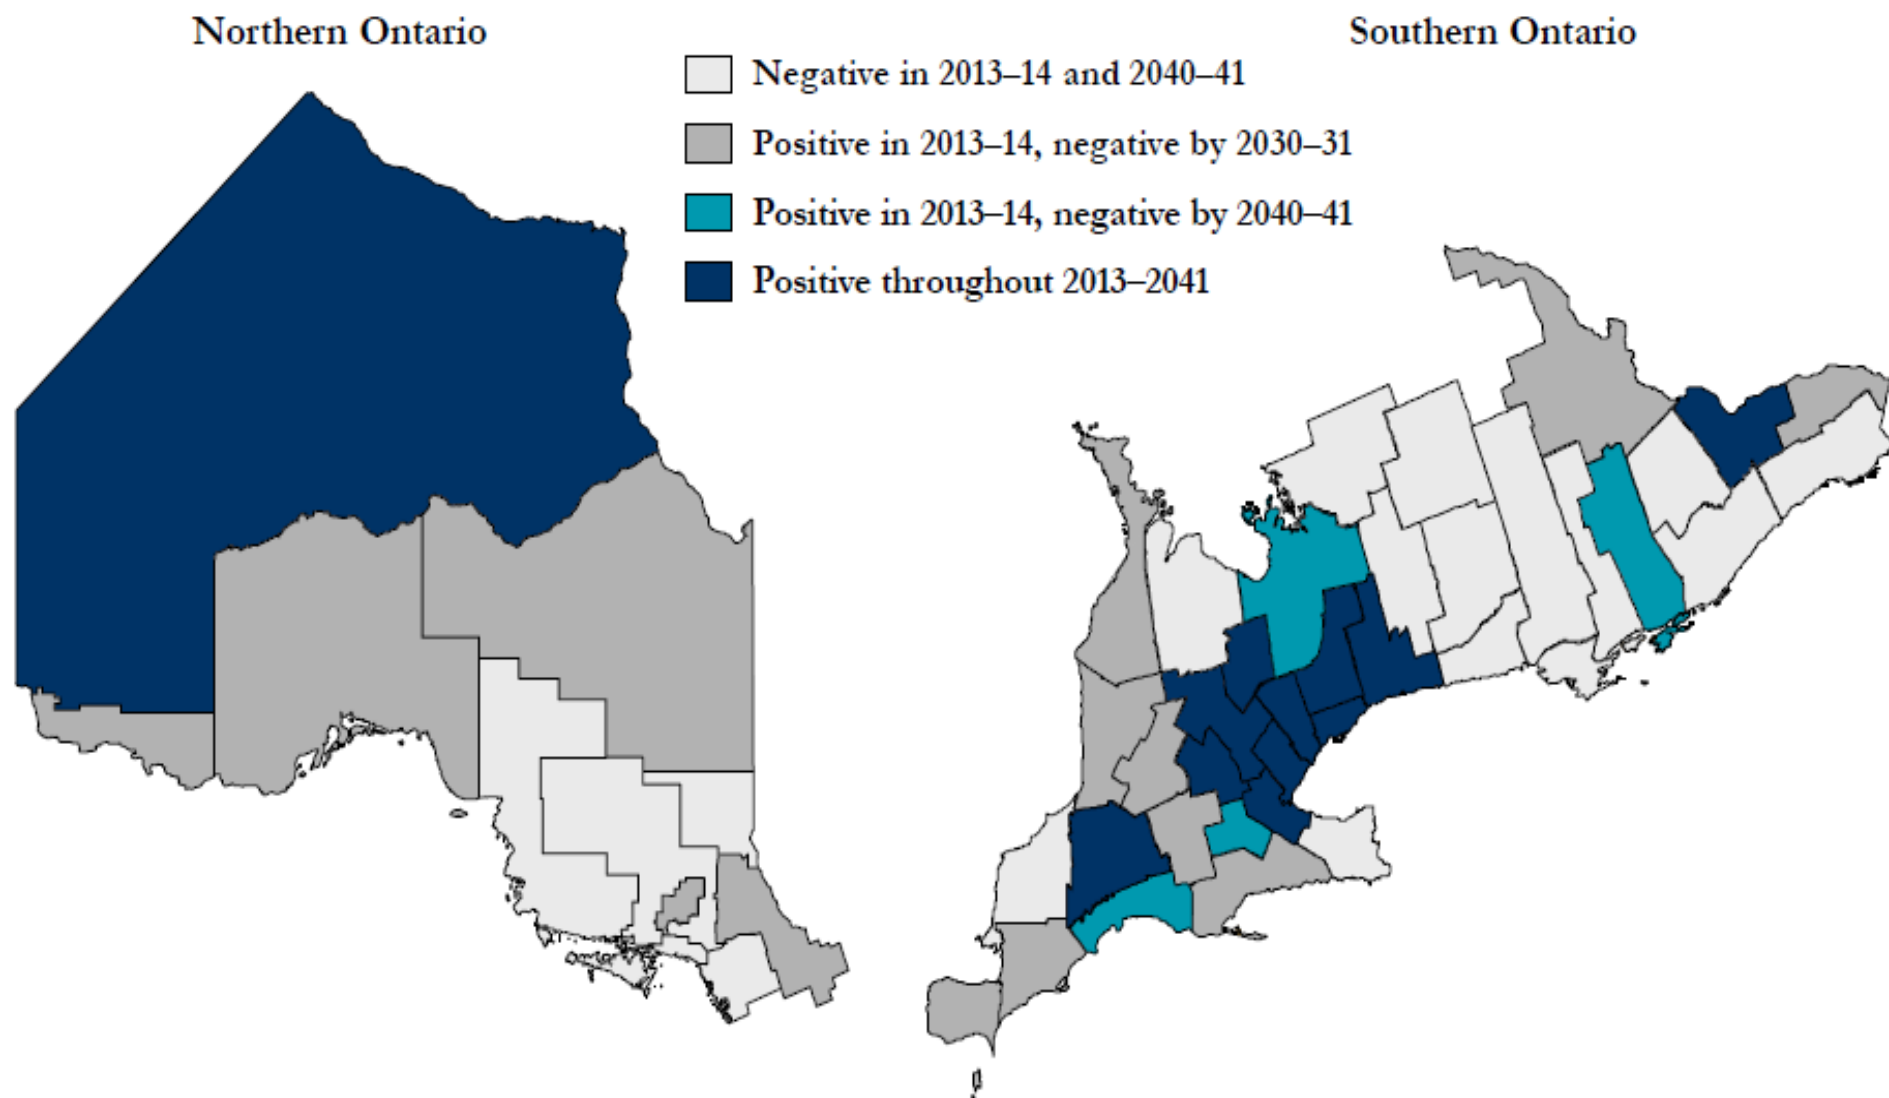 Northern Ontario
Southern Ontario
Negative in 2013–14 and 2040–41
Positive in 2013–14, negative by 2030–31
Positive in 2013–14, negative by 2040–41
Positive throughout 2013–2041